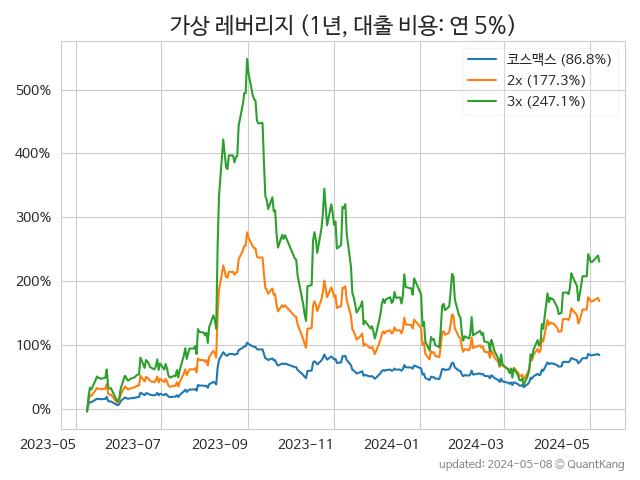 가상 레버리지 (1년, 대출 비용: 연 5%)
코스맥스 (86.8%)
2x (177.3%)
3x (247.1%)
500%
400%
300%
200%
100%
0%
2023-05 2023-07 2023-09 2023-11 2024-01 2024-03 2024-05
updated: 2024-05-08 © QuantKang